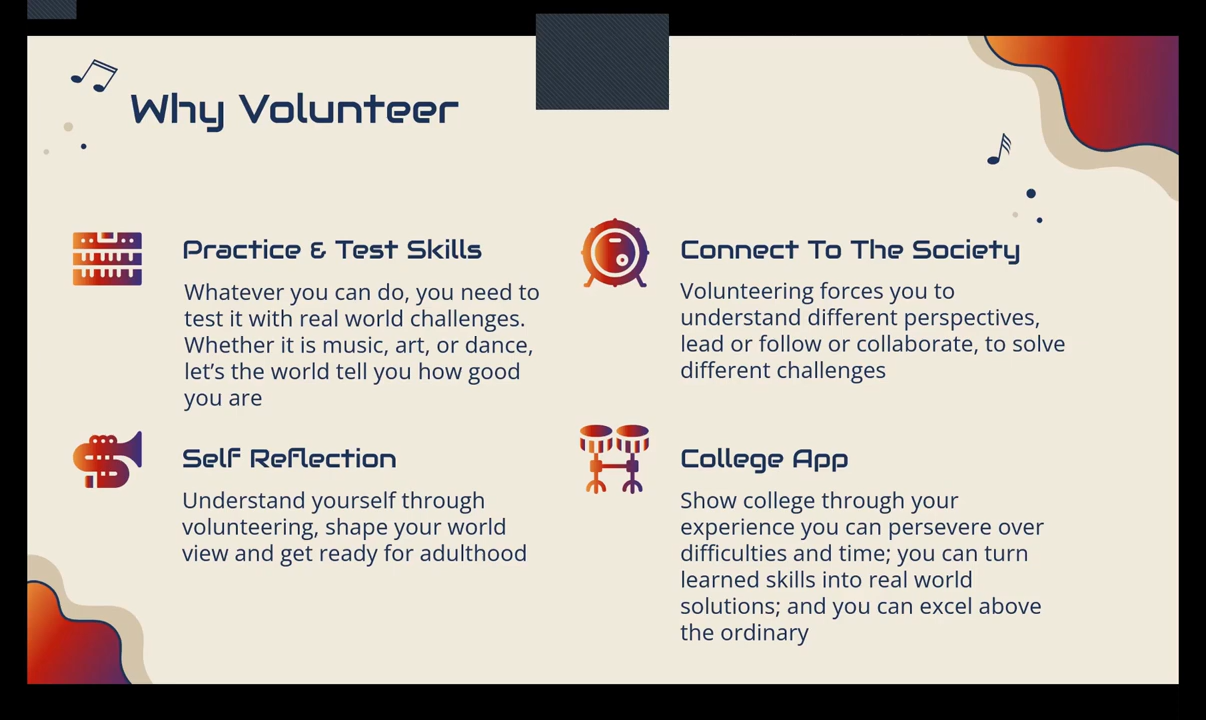 Why Volunteer
Practice & Test Skills
Whatever you can do, you need to
test it with real world challenges.
Whether it is music, art, or dance,
let’s the world tell you how good
you are
Connect To The Society
Volunteering forces you to
understand different perspectives,
lead or follow or collaborate, to solve
different challenges
Self Reflection
Understand yourself through
volunteering, shape your world
view and get ready for adulthood
College App
Show college through your
experience you can persevere over
difficulties and time; you can turn
learned skills into real world
solutions; and you can excel above
the ordinary